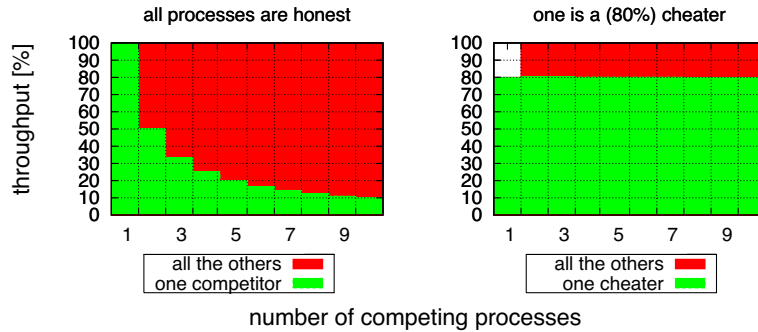 all processes are honest
one is a (80%) cheater
throughput [%]
100
90
80
70
60
50
40
30
20
10
0
1 3 5 7 9
all the others
one competitor
100
90
80
70
60
50
40
30
20
10
0
1 3 5 7 9
all the others
one cheater
number of competing processes